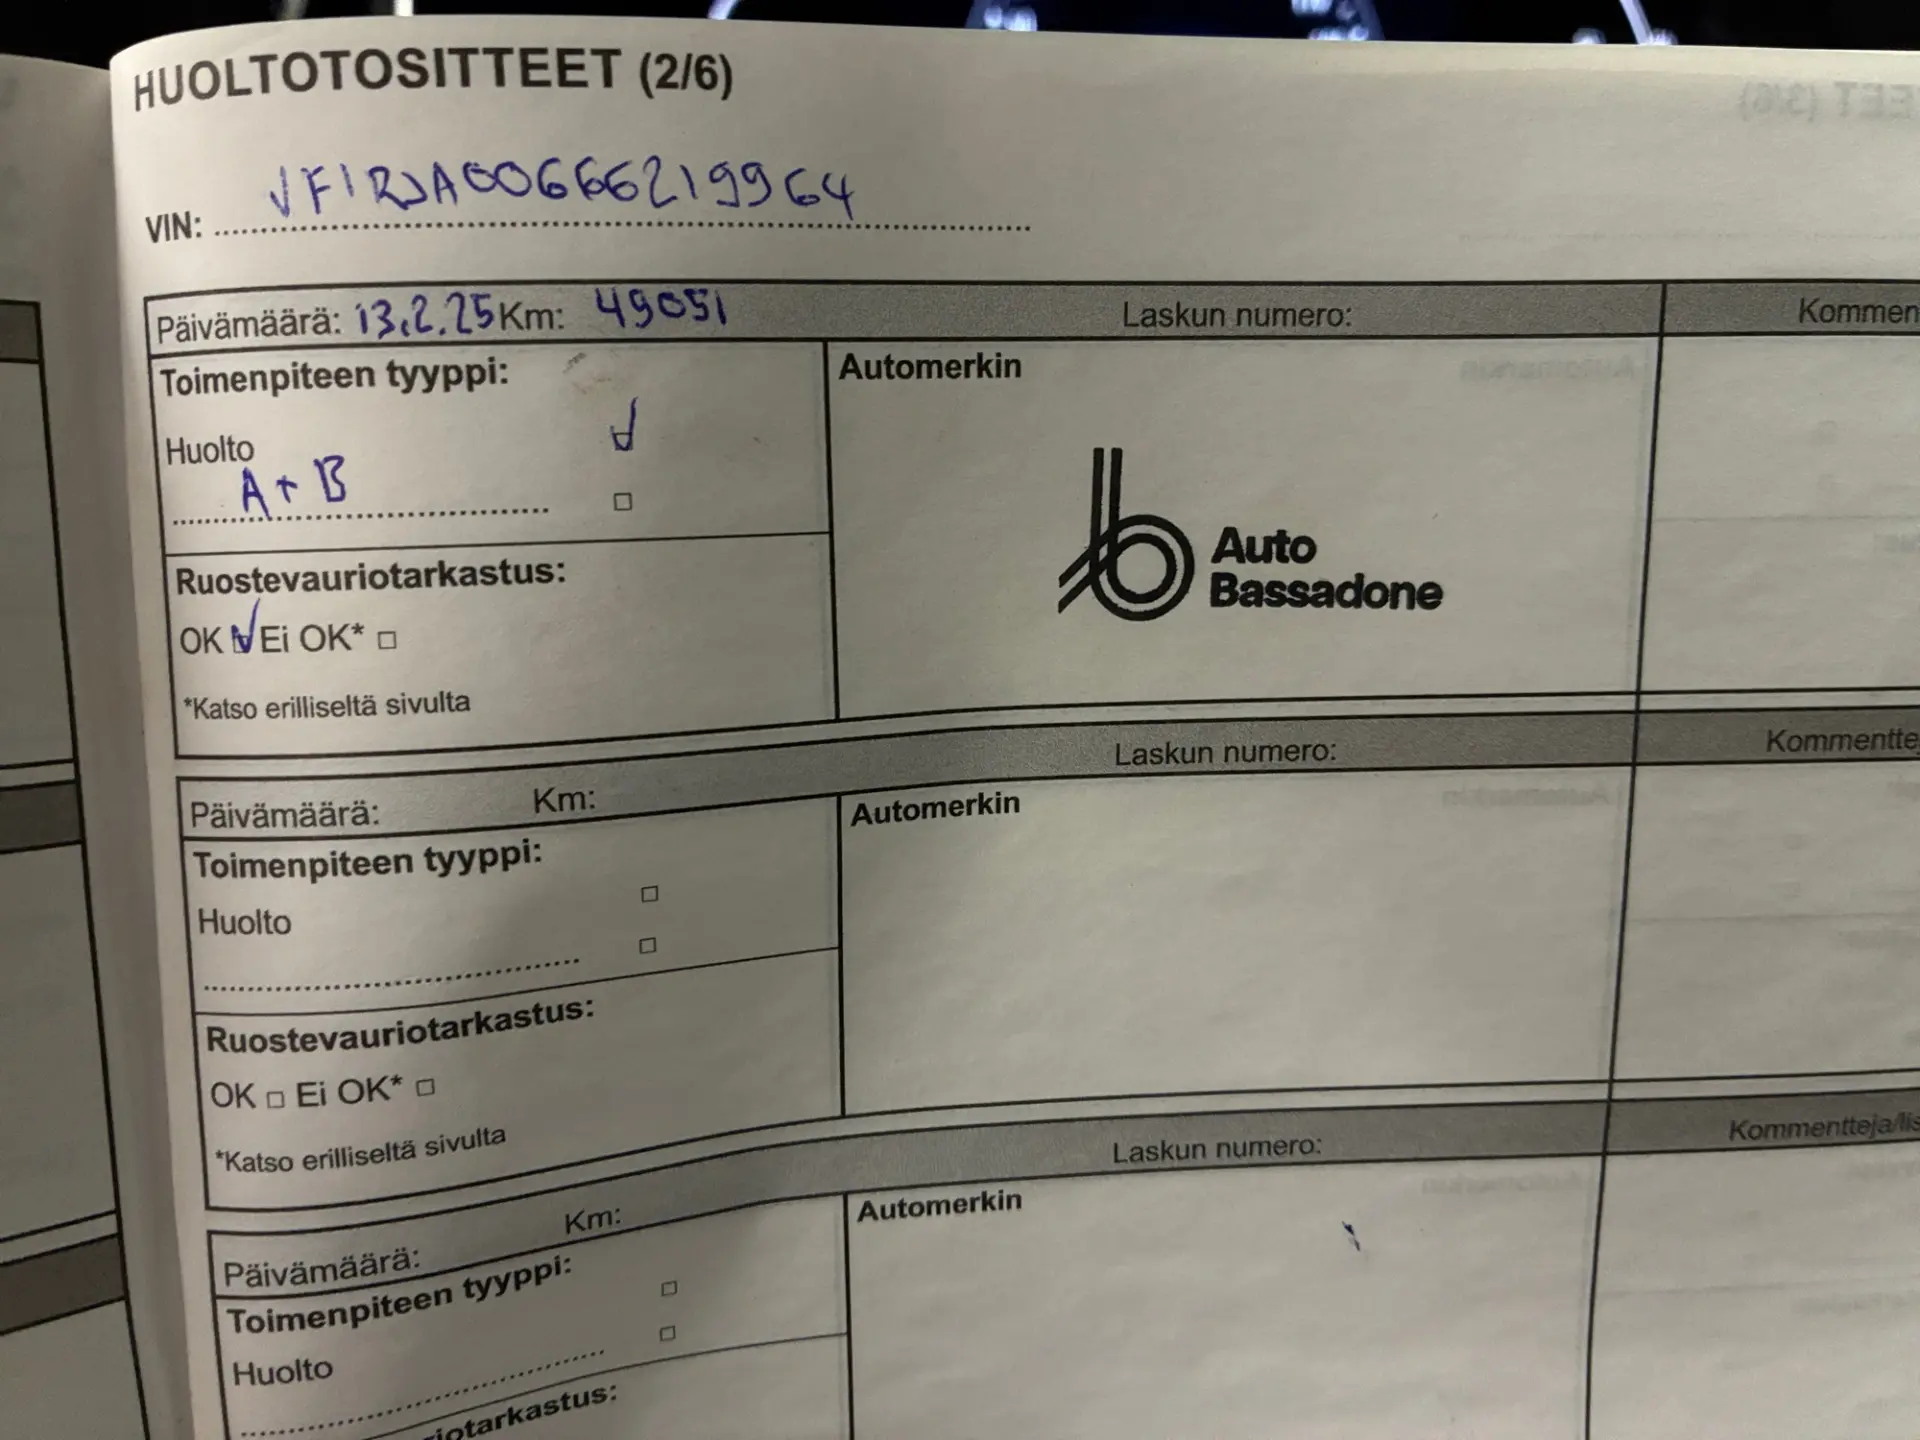 HUOLTOTOSITTEET (2/6)
VIN: VF1RJA00666219964
Päivämäärä: 13.2.25 Km: 49051 Laskun numero: Kommen
Toimenpiteen tyyppi:
Automerkin
Huolto
A + B
Auto
Bassadone
Ruostevauriotarkastus:
OK Ei OK*
*Katso erilliseltä sivulta
Päivämäärä: Km: Laskun numero: Kommentte
Toimenpiteen tyyppi:
Automerkin
Huolto
Ruostevauriotarkastus:
OK Ei OK*
*Katso erilliseltä sivulta
Päivämäärä: Km: Laskun numero: Kommentteja/lis
Toimenpiteen tyyppi:
Automerkin
Huolto
iotarkastus: